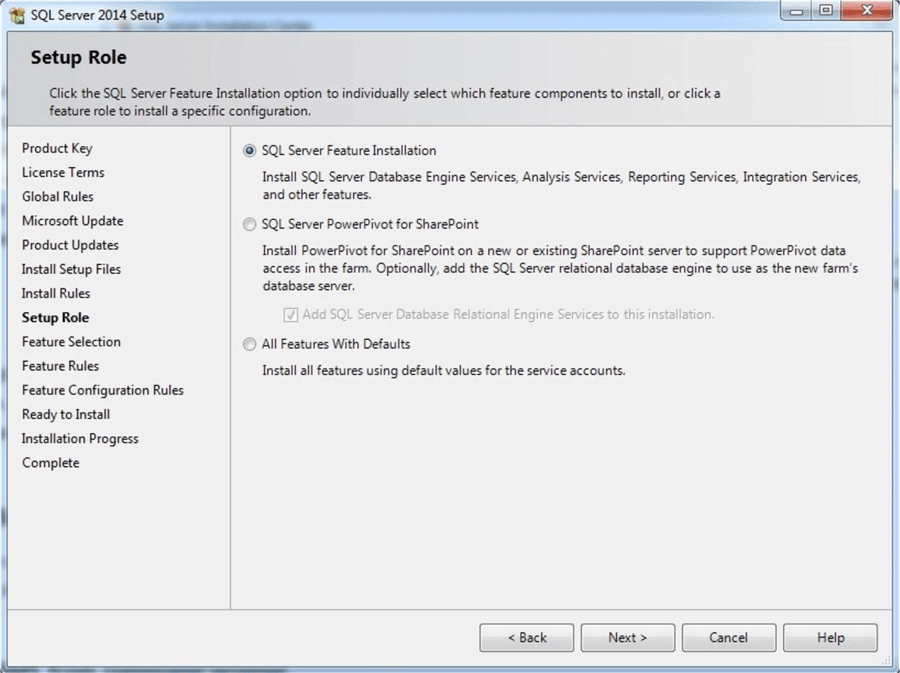 SQL Server 2014 Setup
Setup Role
Click the SQL Server Feature Installation option to individually select which feature components to install, or click a
feature role to install a specific configuration.
Product Key
License Terms
Global Rules
Microsoft Update
Product Updates
Install Setup Files
Install Rules
Setup Role
Feature Selection
Feature Rules
Feature Configuration Rules
Ready to Install
Installation Progress
Complete
SQL Server Feature Installation
Install SQL Server Database Engine Services, Analysis Services, Reporting Services, Integration Services,
and other features.
SQL Server PowerPivot for SharePoint
Install PowerPivot for SharePoint on a new or existing SharePoint server to support PowerPivot data
access in the farm. Optionally, add the SQL Server relational database engine to use as the new farm's
database server.
Add SQL Server Database Relational Engine Services to this installation.
All Features With Defaults
Install all features using default values for the service accounts.
< Back
Next >
Cancel
Help